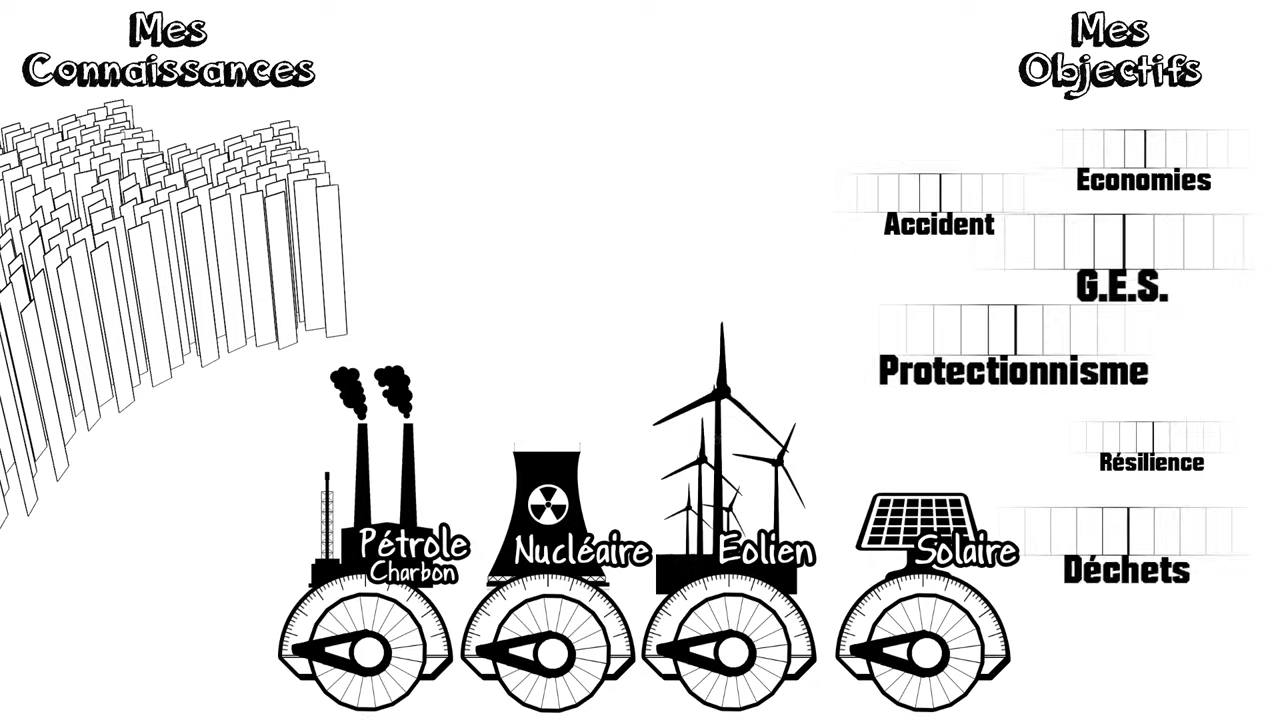 Mes
Connaissances
Mes
Objectifs
Economies
Accident
G.E.S.
Protectionnisme
Résilience
Déchets
Pétrole
Charbon
Nucléaire
Eolien
Solaire